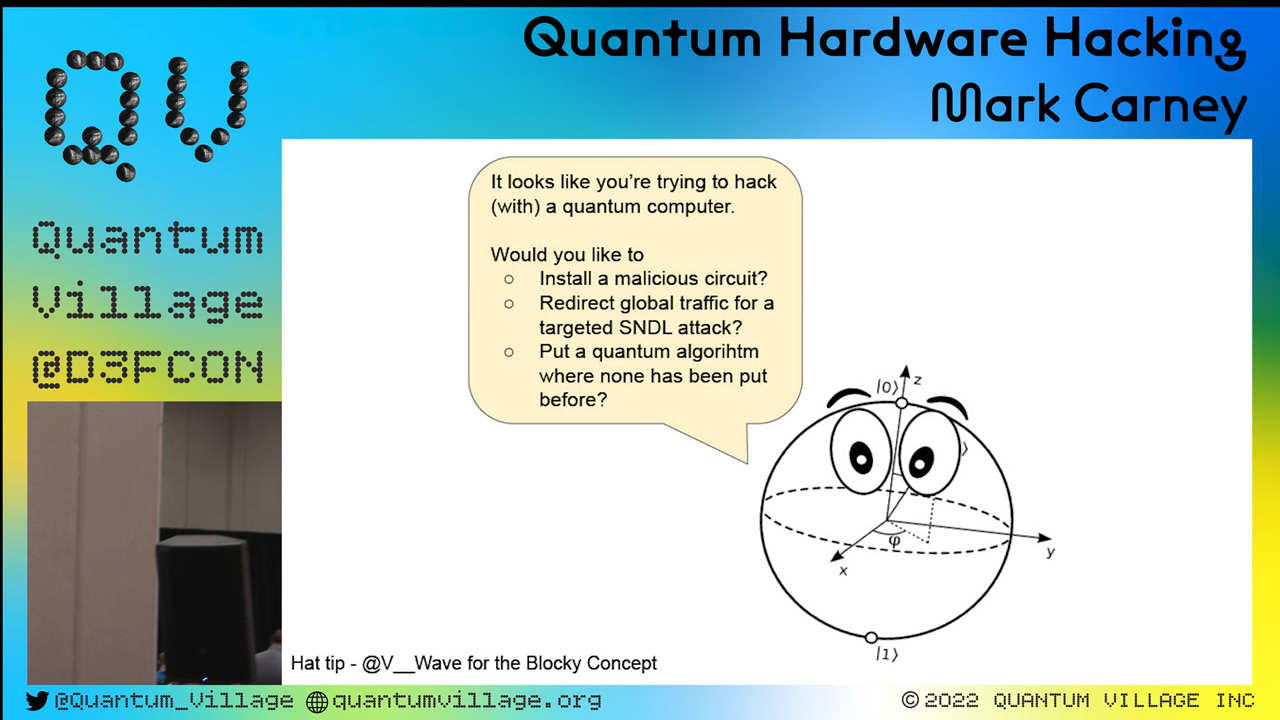 Quantum Hardware Hacking
Mark Carney
QV
Quantum
Village
@D3FCON
It looks like you're trying to hack
(with) a quantum computer.
Would you like to
○ Install a malicious circuit?
○ Redirect global traffic for a
targeted SNDL attack?
○ Put a quantum algorihtm
where none has been put
before?
|0⟩ z
⟩
φ
y
x
|1⟩
Hat tip - @V__Wave for the Blocky Concept
@Quantum_Village quantumvillage.org
© 2022 QUANTUM VILLAGE INC